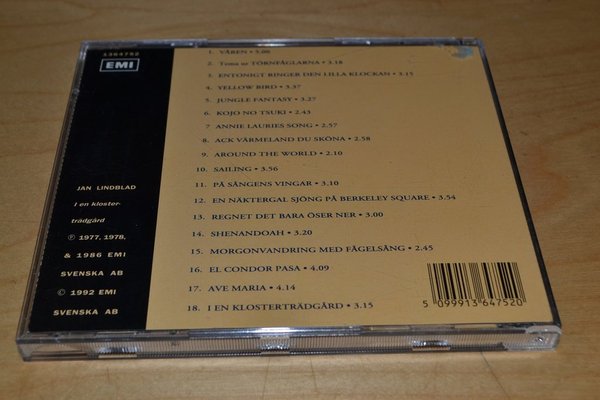 1364752
EMI
JAN LINDBLAD
I en kloster-
trädgård
℗ 1977, 1978,
& 1986 EMI
SVENSKA AB
© 1992 EMI
SVENSKA AB
1. VÅREN • 3.00
2. Tema ur TÖRNFÅGLARNA • 3.18
3. ENTONIGT RINGER DEN LILLA KLOCKAN • 3.15
4. YELLOW BIRD • 3.37
5. JUNGLE FANTASY • 3.27
6. KOJO NO TSUKI • 2.43
7. ANNIE LAURIES SONG • 2.57
8. ACK VÄRMELAND DU SKÖNA • 2.58
9. AROUND THE WORLD • 2.10
10. SAILING • 3.56
11. PÅ SÅNGENS VINGAR • 3.10
12. EN NÄKTERGAL SJÖNG PÅ BERKELEY SQUARE • 3.54
13. REGNET DET BARA ÖSER NER • 3.00
14. SHENANDOAH • 3.20
15. MORGONVANDRING MED FÅGELSÅNG • 2.45
16. EL CONDOR PASA • 4.09
17. AVE MARIA • 4.14
18. I EN KLOSTERTRÄDGÅRD • 3.15
5 099913 647520